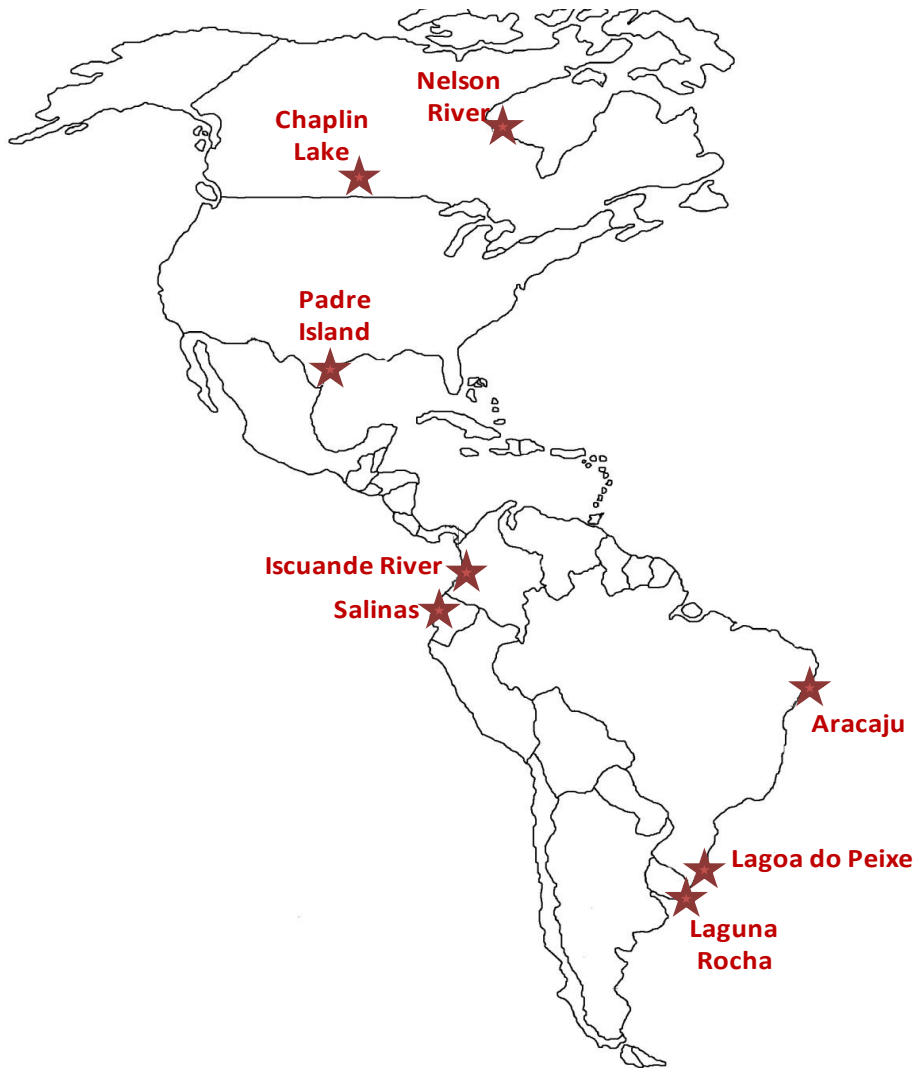 Nelson
River
Chaplin
Lake
Padre
Island
Iscuande River
Salinas
Aracaju
Lagoa do Peixe
Laguna
Rocha